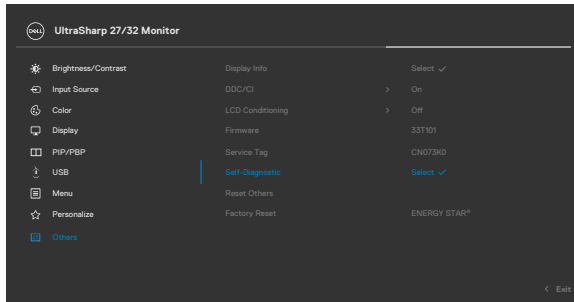 DELL UltraSharp 27/32 Monitor
Brightness/Contrast Display Info Select
Input Source DDC/CI > On
Color LCD Conditioning > Off
Display Firmware 33T101
PIP/PBP Service Tag CN073K0
USB Self-Diagnostic Select
Menu Reset Others
Personalize Factory Reset ENERGY STAR®
Others
< Exit